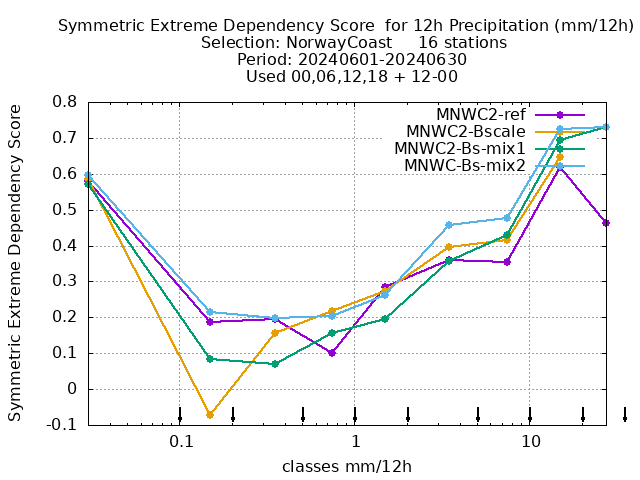 Symmetric Extreme Dependency Score  for 12h Precipitation (mm/12h)
Selection: NorwayCoast     16 stations
Period: 20240601-20240630
Used 00,06,12,18 + 12-00
Symmetric Extreme Dependency Score
0.8
0.7
0.6
0.5
0.4
0.3
0.2
0.1
0
-0.1
MNWC2-ref
MNWC2-Bscale
MNWC2-Bs-mix1
MNWC-Bs-mix2
0.1
1
10
classes mm/12h